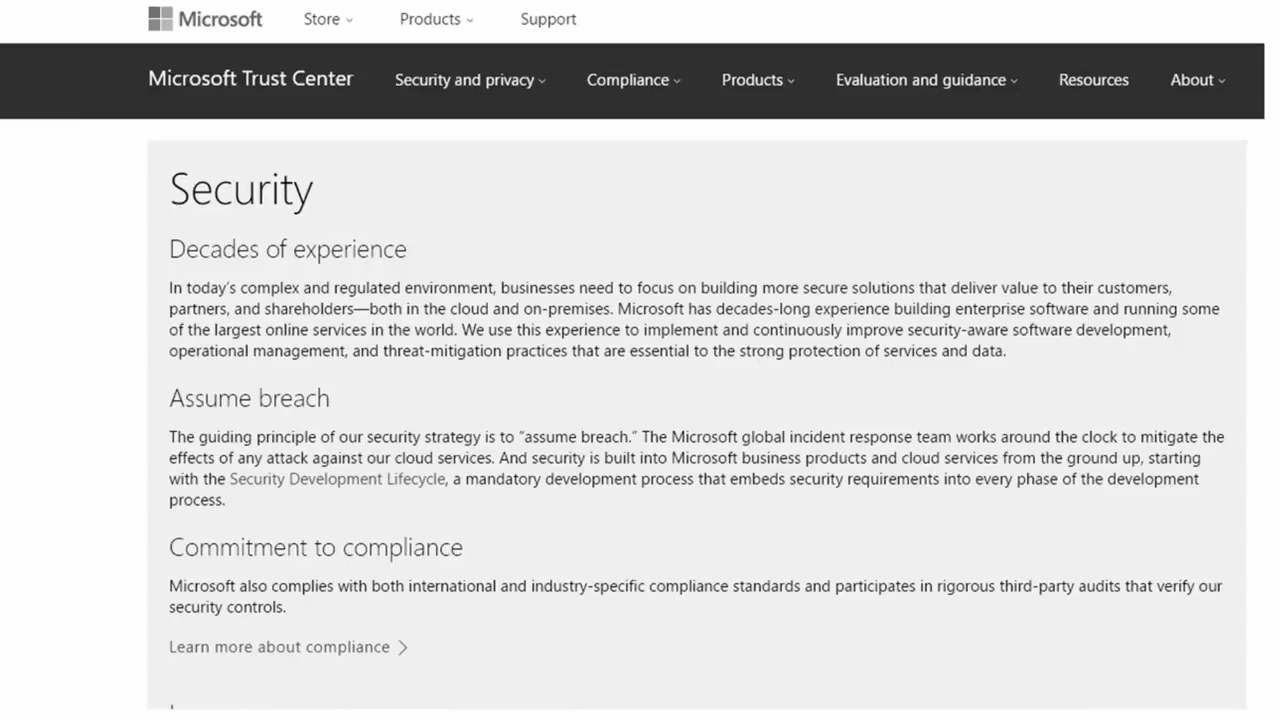 Microsoft Store Products Support
Microsoft Trust Center Security and privacy Compliance Products Evaluation and guidance Resources About
Security
Decades of experience
In today's complex and regulated environment, businesses need to focus on building more secure solutions that deliver value to their customers,
partners, and shareholders—both in the cloud and on-premises. Microsoft has decades-long experience building enterprise software and running some
of the largest online services in the world. We use this experience to implement and continuously improve security-aware software development,
operational management, and threat-mitigation practices that are essential to the strong protection of services and data.
Assume breach
The guiding principle of our security strategy is to “assume breach.” The Microsoft global incident response team works around the clock to mitigate the
effects of any attack against our cloud services. And security is built into Microsoft business products and cloud services from the ground up, starting
with the Security Development Lifecycle, a mandatory development process that embeds security requirements into every phase of the development
process.
Commitment to compliance
Microsoft also complies with both international and industry-specific compliance standards and participates in rigorous third-party audits that verify our
security controls.
Learn more about compliance